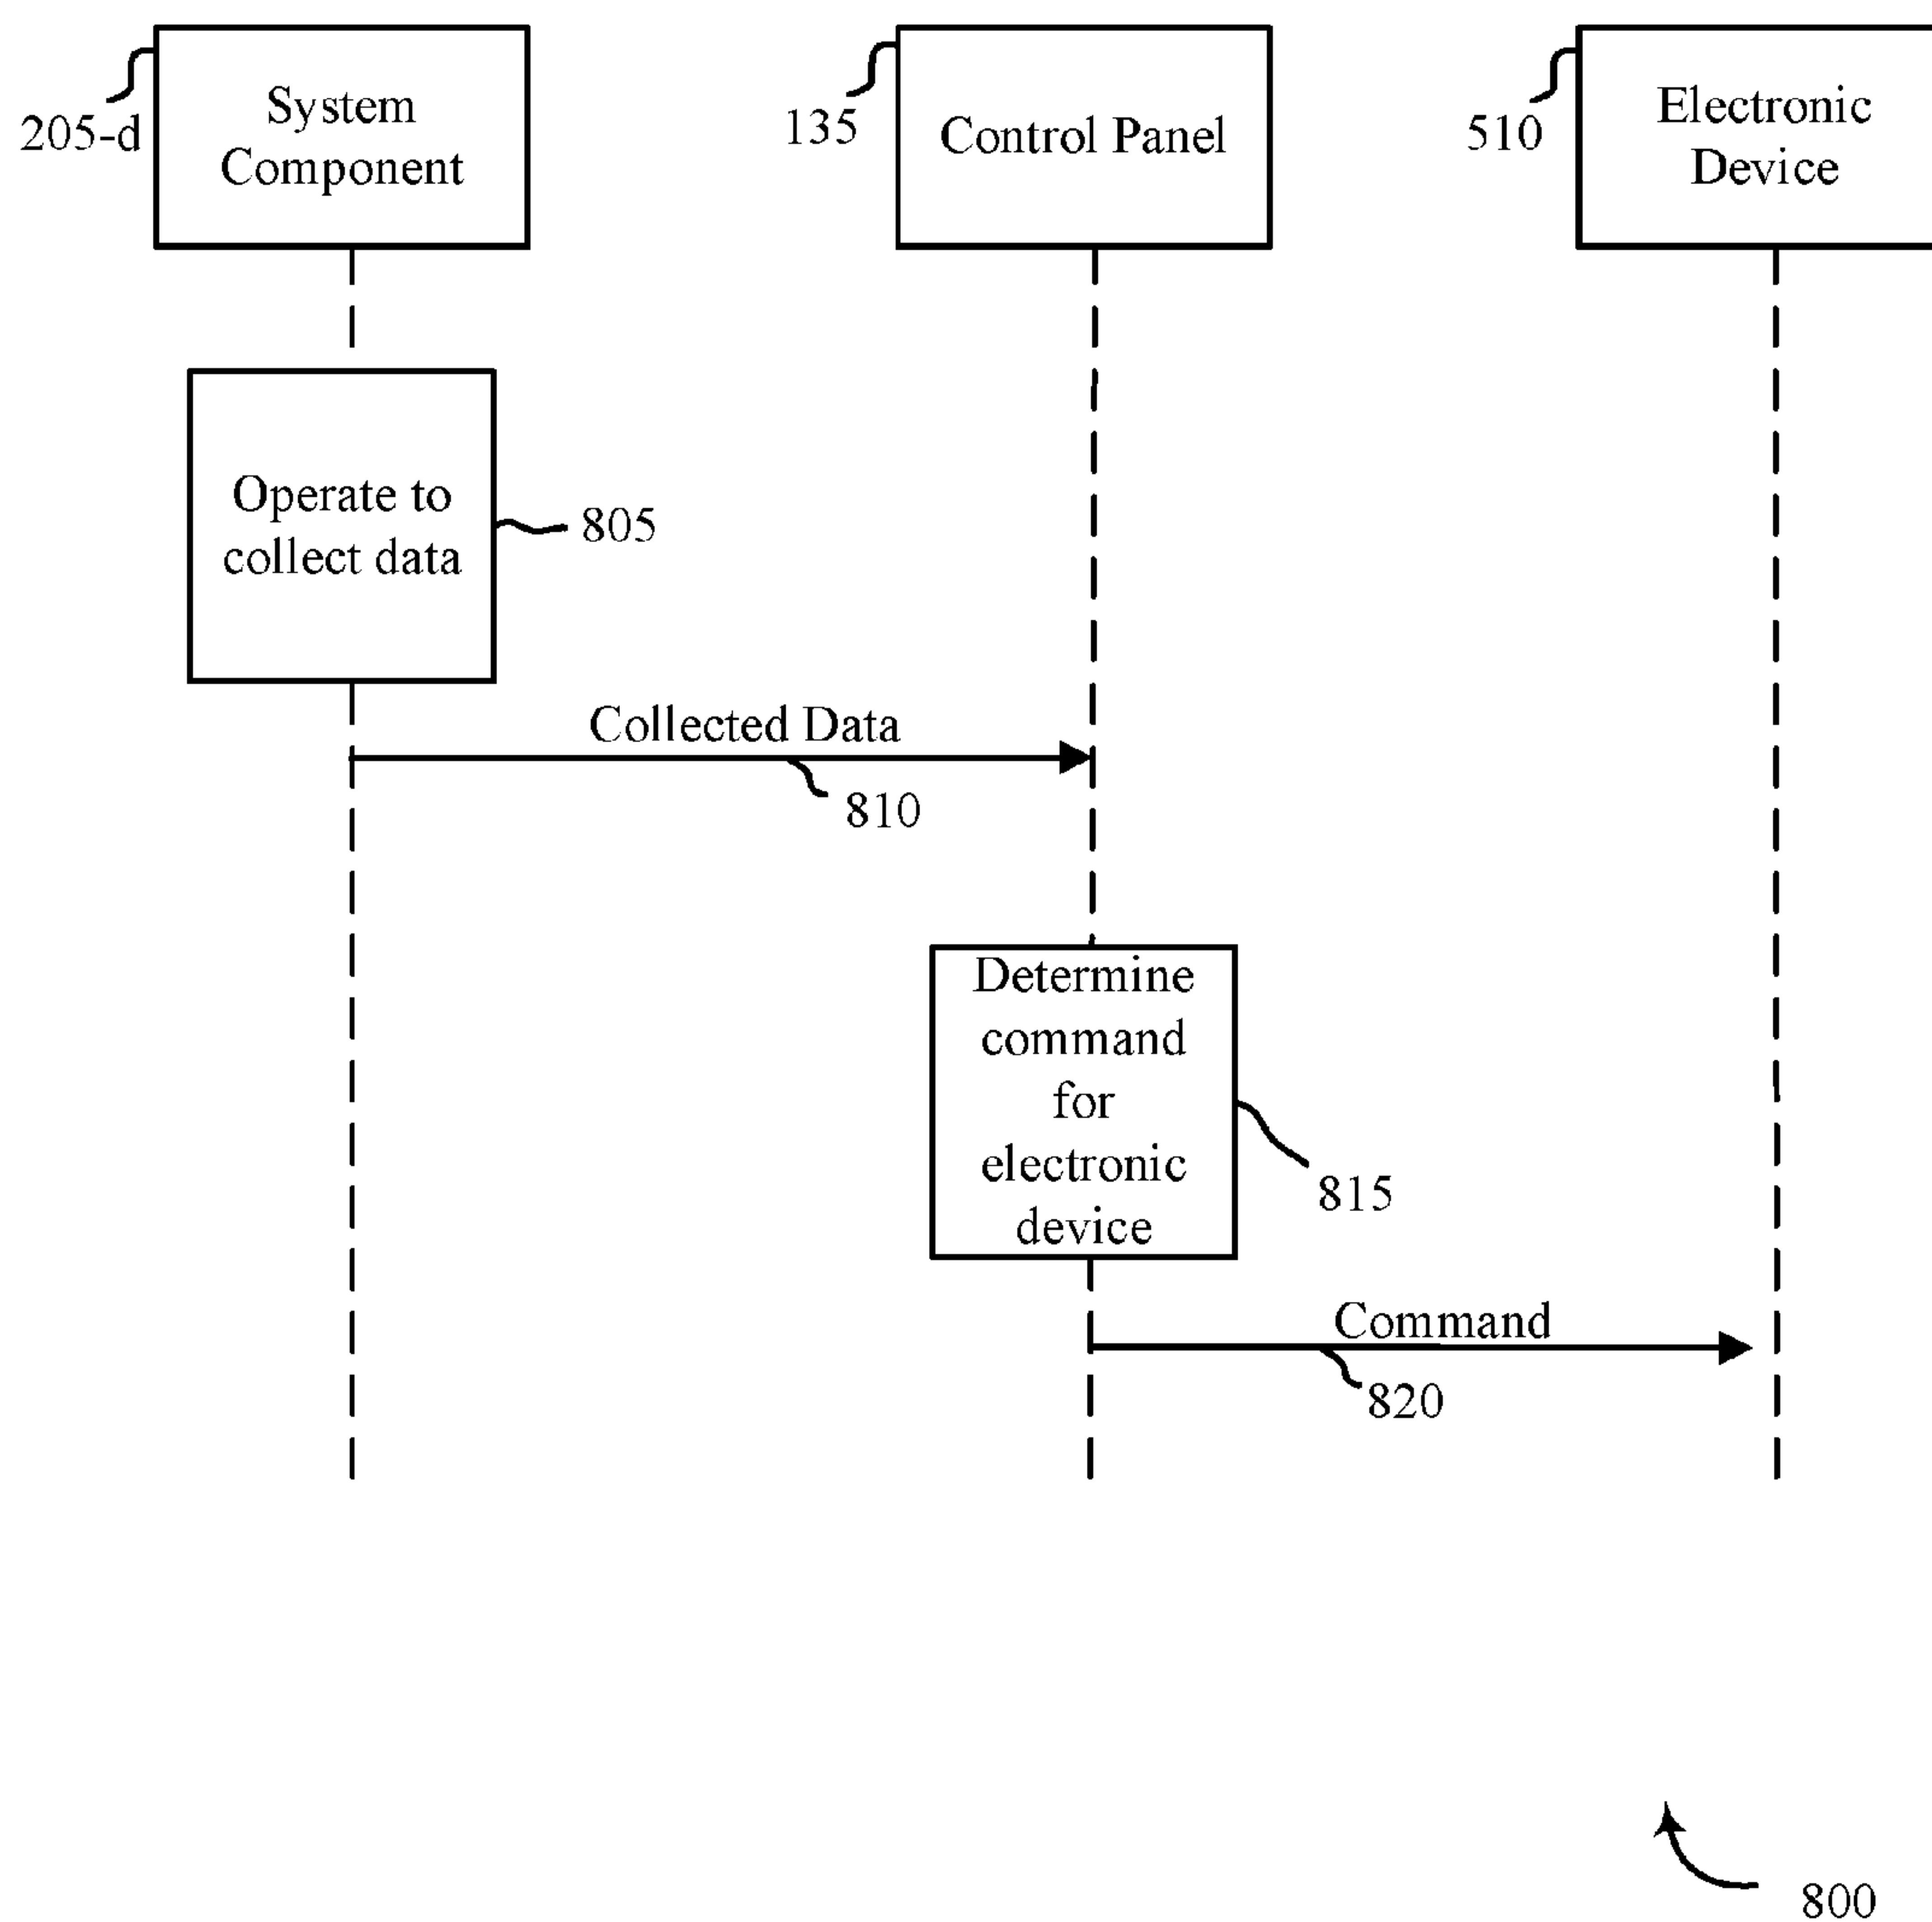 System
Component
205-d
Control Panel
135
Electronic
Device
510
Operate to
collect data
805
Collected Data
810
Determine
command
for
electronic
device
815
Command
820
800